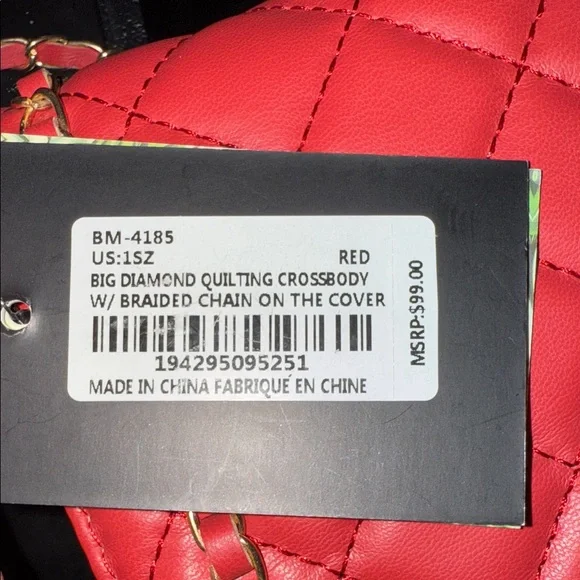 BM-4185
US:1SZ RED
BIG DIAMOND QUILTING CROSSBODY
W/ BRAIDED CHAIN ON THE COVER
194295095251
MADE IN CHINA FABRIQUÉ EN CHINE
MSRP:$99.00